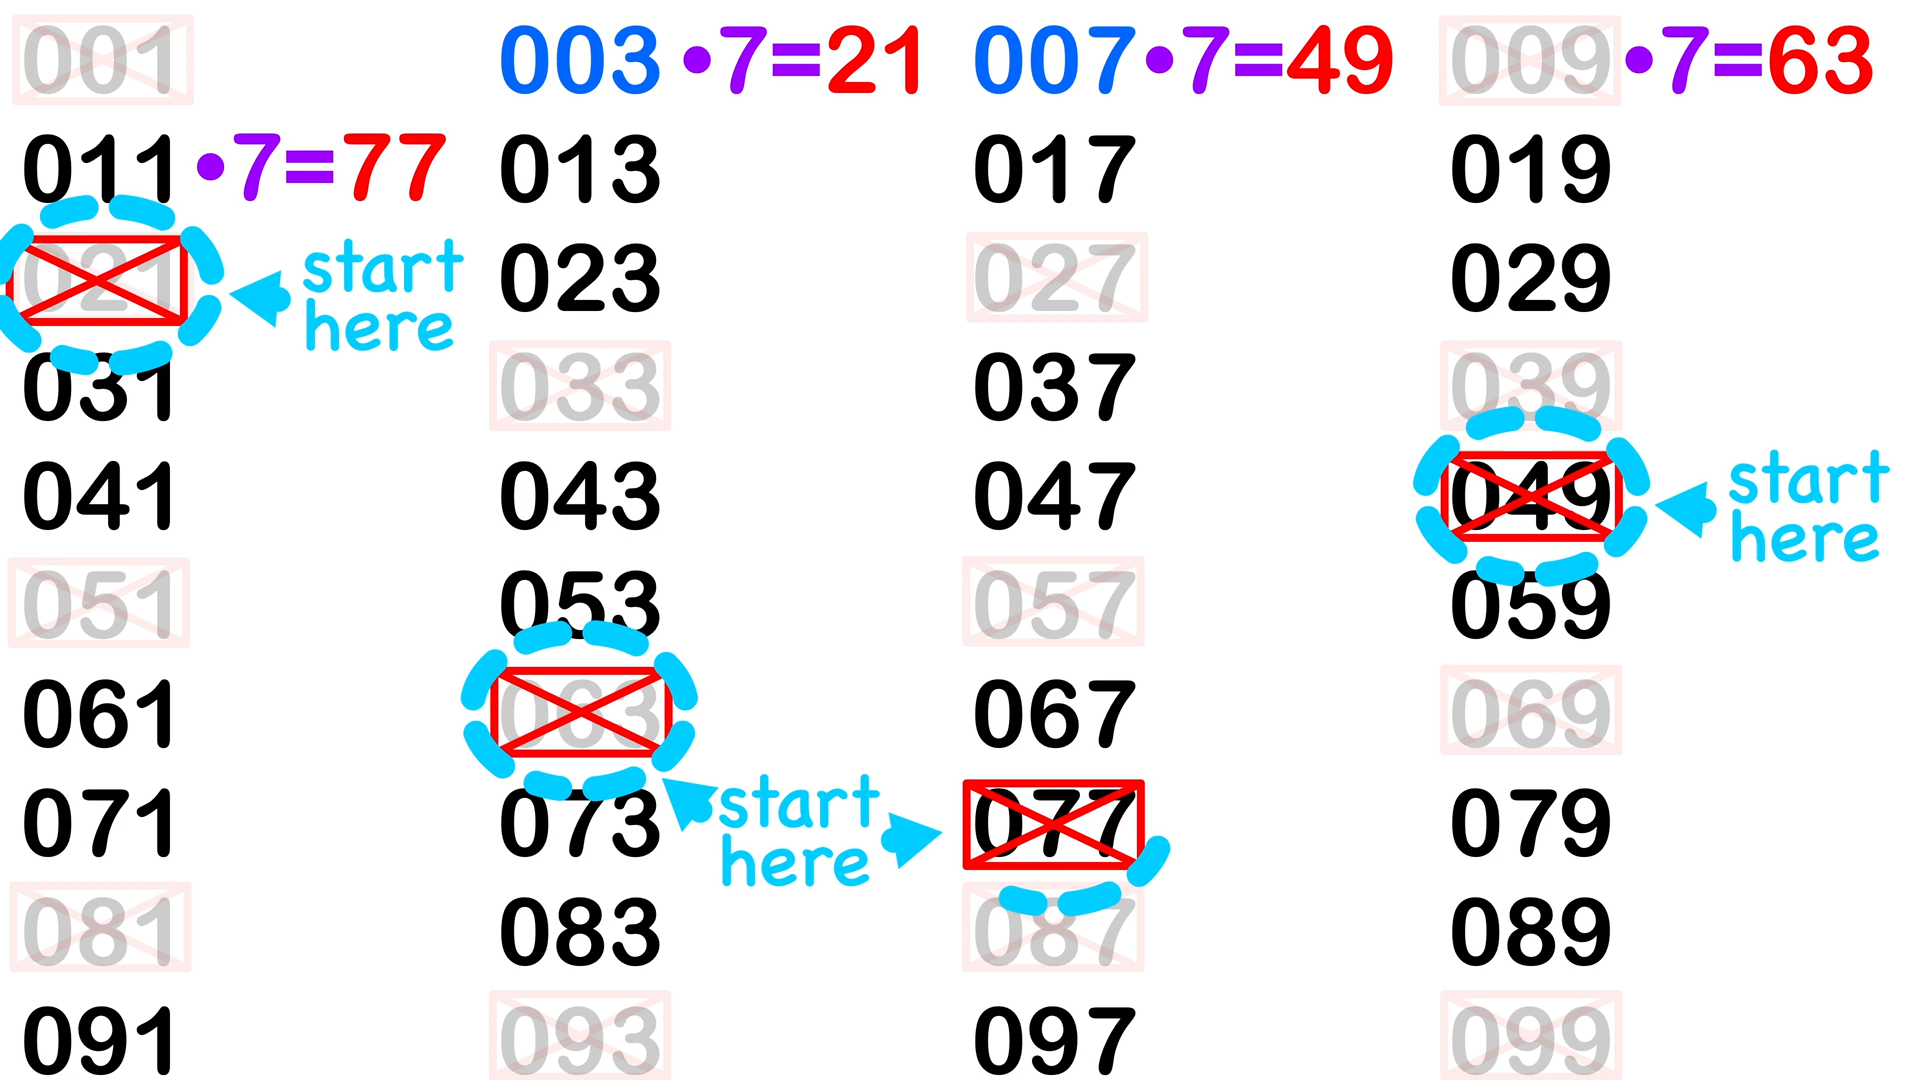 001 003 •7=21 007•7=49 009•7=63
011•7=77 013 017 019
021 start here 023 027 029
031 033 037 039
041 043 047 049 start here
051 053 057 059
061 063 067 069
071 073 start here 077 079
081 083 087 089
091 093 097 099